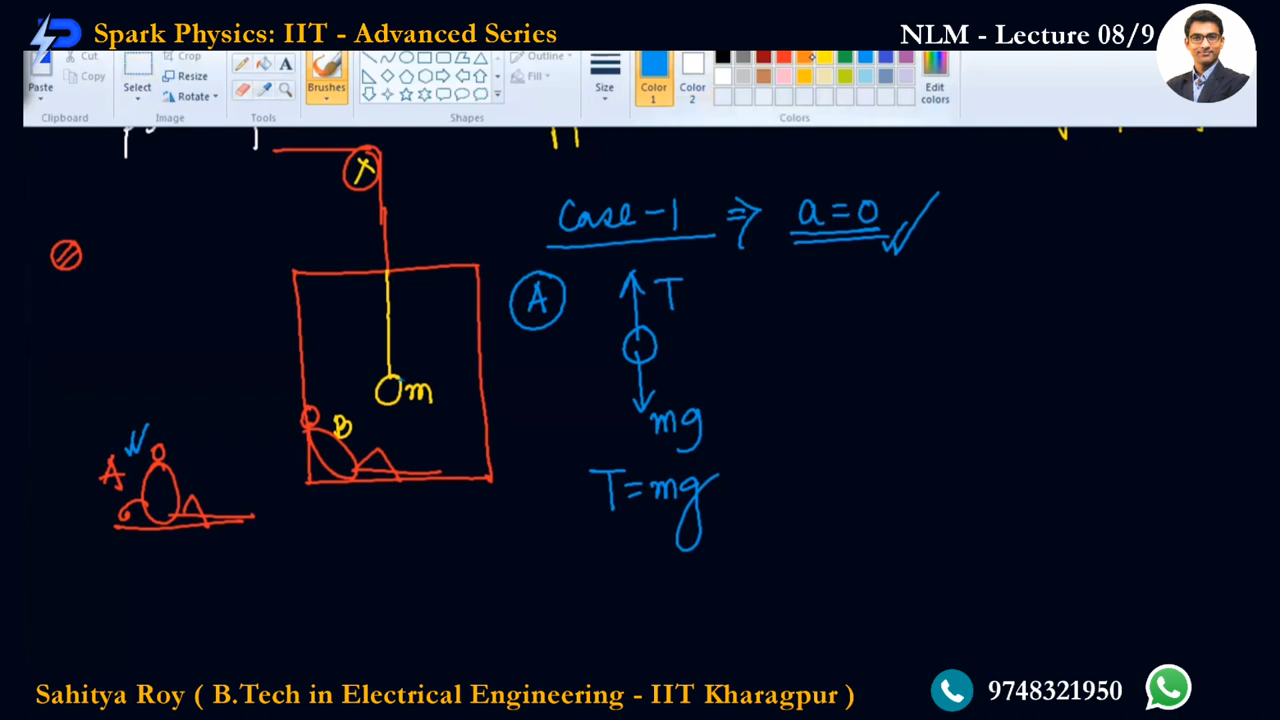 Spark Physics: IIT - Advanced Series
NLM - Lecture 08/9
Cut
Copy
Paste
Clipboard
Crop
Resize
Rotate
Select
Image
A
Tools
Brushes
Shapes
Outline
Fill
Size
Color 1
Color 2
Colors
Edit colors
Case-1 ⇒ a=0
A
T
m
mg
B
A
T=mg
Sahitya Roy ( B.Tech in Electrical Engineering - IIT Kharagpur )
9748321950